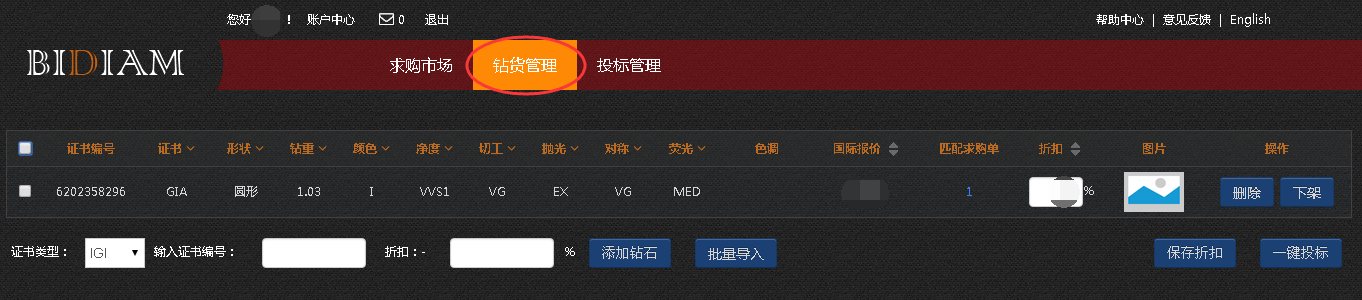 您好 ! 账户中心 0 退出 帮助中心 | 意见反馈 | English
BIDIAM 求购市场 钻货管理 投标管理
证书编号 证书 形状 钻重 颜色 净度 切工 抛光 对称 荧光 色调 国际报价 匹配求购单 折扣 图片 操作
6202358296 GIA 圆形 1.03 I VVS1 VG EX VG MED 1 % 删除 下架
证书类型： IGI 输入证书编号： 折扣：- % 添加钻石 批量导入 保存折扣 一键投标